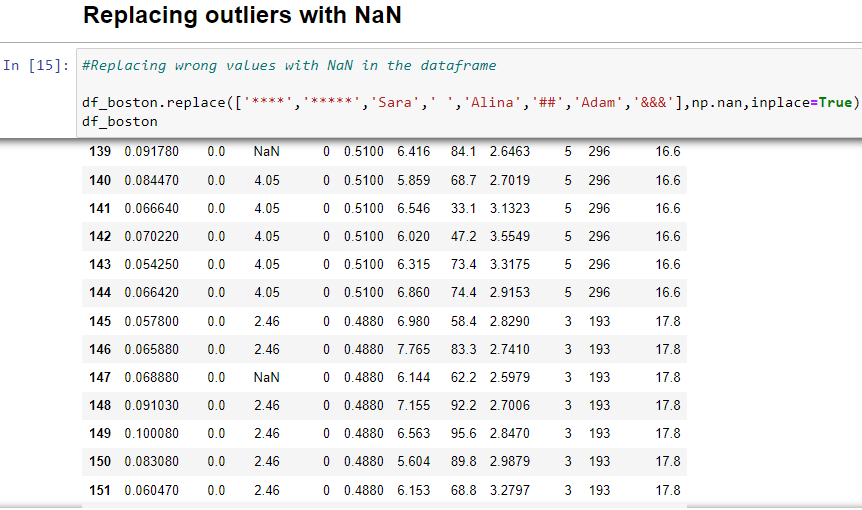 Replacing outliers with NaN
In [15]: #Replacing wrong values with NaN in the dataframe
df_boston.replace(['****','*****','Sara',' ','Alina','##','Adam','&&&'],np.nan,inplace=True)
df_boston
139 0.091780 0.0 NaN 0 0.5100 6.416 84.1 2.6463 5 296 16.6
140 0.084470 0.0 4.05 0 0.5100 5.859 68.7 2.7019 5 296 16.6
141 0.066640 0.0 4.05 0 0.5100 6.546 33.1 3.1323 5 296 16.6
142 0.070220 0.0 4.05 0 0.5100 6.020 47.2 3.5549 5 296 16.6
143 0.054250 0.0 4.05 0 0.5100 6.315 73.4 3.3175 5 296 16.6
144 0.066420 0.0 4.05 0 0.5100 6.860 74.4 2.9153 5 296 16.6
145 0.057800 0.0 2.46 0 0.4880 6.980 58.4 2.8290 3 193 17.8
146 0.065880 0.0 2.46 0 0.4880 7.765 83.3 2.7410 3 193 17.8
147 0.068880 0.0 NaN 0 0.4880 6.144 62.2 2.5979 3 193 17.8
148 0.091030 0.0 2.46 0 0.4880 7.155 92.2 2.7006 3 193 17.8
149 0.100080 0.0 2.46 0 0.4880 6.563 95.6 2.8470 3 193 17.8
150 0.083080 0.0 2.46 0 0.4880 5.604 89.8 2.9879 3 193 17.8
151 0.060470 0.0 2.46 0 0.4880 6.153 68.8 3.2797 3 193 17.8